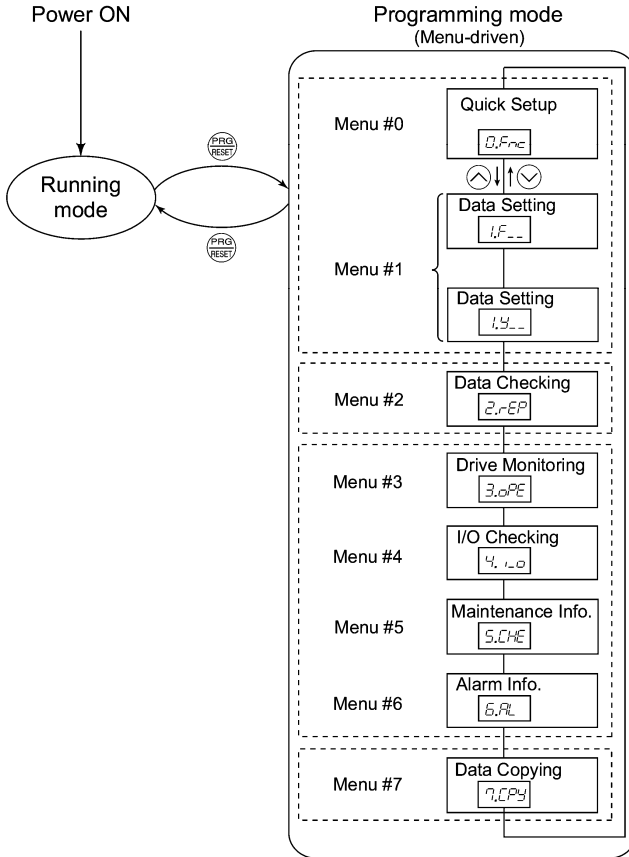 Power ON
Programming mode
(Menu-driven)
PRG
RESET
Running
mode
PRG
RESET
Menu #0
Quick Setup
0.Fnc
Menu #1
Data Setting
1.F__
Data Setting
1.y__
Menu #2
Data Checking
2.rEP
Menu #3
Drive Monitoring
3.oPE
Menu #4
I/O Checking
4.i_o
Menu #5
Maintenance Info.
5.CHE
Menu #6
Alarm Info.
6.AL
Menu #7
Data Copying
7.CPy